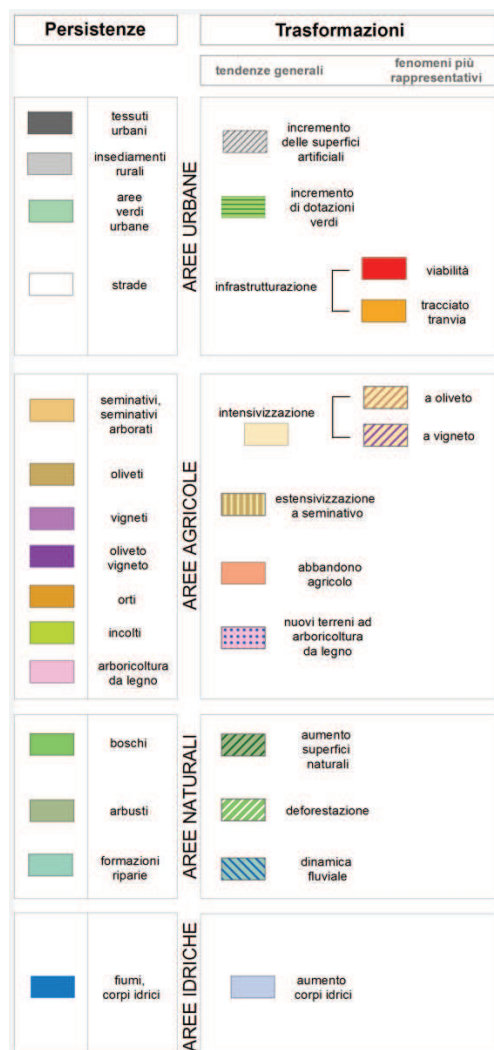 Persistenze
Trasformazioni
tendenze generali
fenomeni più
rappresentativi
AREE URBANE
tessuti
urbani
insediamenti
rurali
aree
verdi
urbane
strade
incremento
delle superfici
artificiali
incremento
di dotazioni
verdi
infrastrutturazione
viabilità
tracciato
tranvia
AREE AGRICOLE
seminativi,
seminativi
arborati
oliveti
vigneti
oliveto
vigneto
orti
incolti
arboricoltura
da legno
intensivizzazione
a oliveto
a vigneto
estensivizzazione
a seminativo
abbandono
agricolo
nuovi terreni ad
arboricoltura
da legno
AREE NATURALI
boschi
arbusti
formazioni
riparie
aumento
superfici
naturali
deforestazione
dinamica
fluviale
AREE IDRICHE
fiumi,
corpi idrici
aumento
corpi idrici